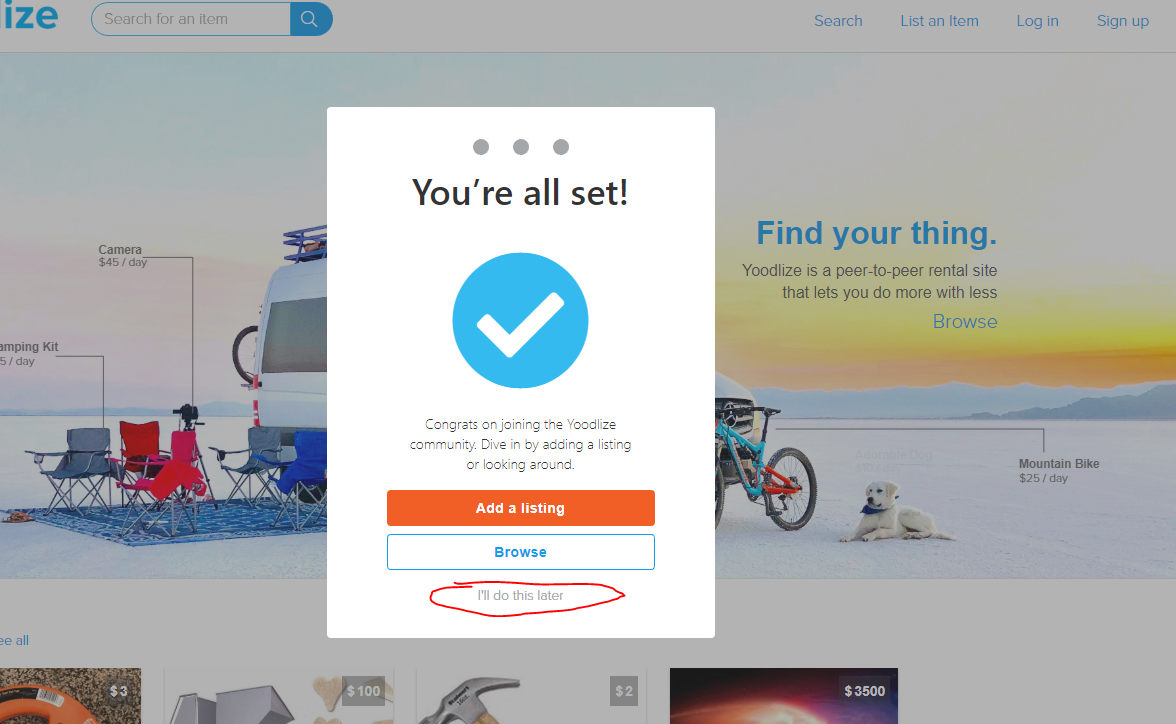 lize
Search for an item
Search
List an Item
Log in
Sign up
You're all set!
Congrats on joining the Yoodlize
community. Dive in by adding a listing
or looking around.
Add a listing
Browse
I'll do this later
Camera
$45 / day
amping Kit
5 / day
Find your thing.
Yoodlize is a peer-to-peer rental site
that lets you do more with less
Browse
Adorable Dog
Mountain Bike
$25 / day
ee all
$3
$100
$2
$3500